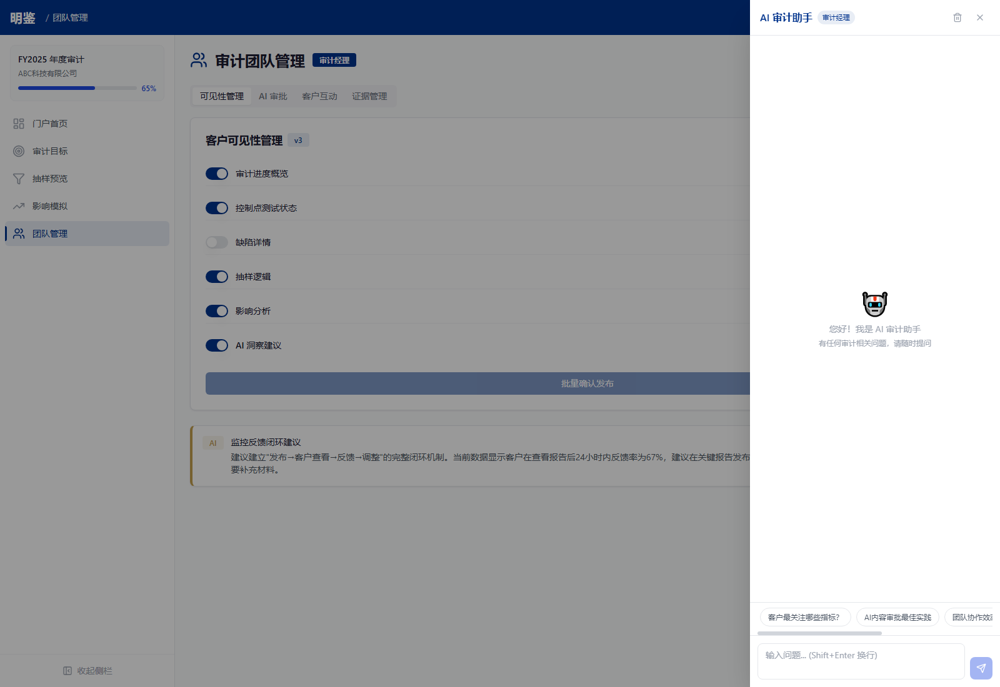 明鉴 / 团队管理
FY2025 年度审计
ABC科技有限公司
65%
门户首页
审计目标
抽样预览
影响模拟
团队管理
收起侧栏
审计团队管理 审计经理
可见性管理 AI 审批 客户互动 证据管理
客户可见性管理 v3
审计进度概览
控制点测试状态
缺陷详情
抽样逻辑
影响分析
AI 洞察建议
批量确认发布
AI 监控反馈闭环建议
建议建立"发布→客户查看→反馈→调整"的完整闭环机制。当前数据显示客户在查看报告后24小时内反馈率为67%，建议在关键报告发布
要补充材料。
AI 审计助手 审计经理
您好！我是 AI 审计助手
有任何审计相关问题，请随时提问
客户最关注哪些指标？ AI内容审批最佳实践 团队协作效
输入问题... (Shift+Enter 换行)